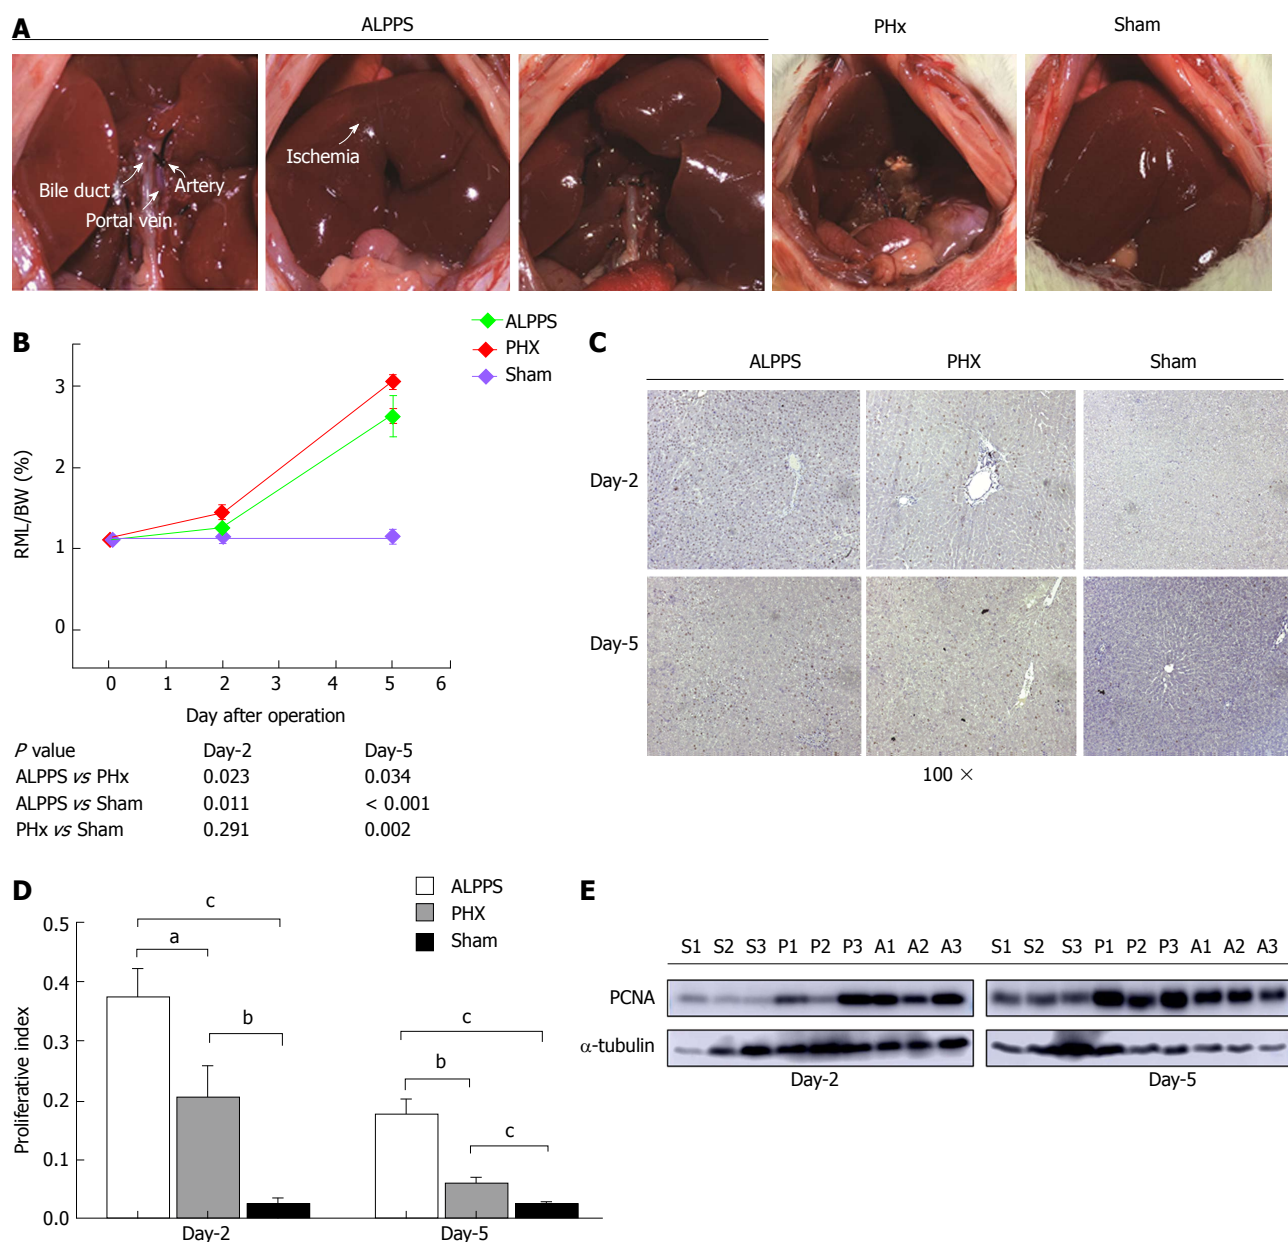 A
ALPPS
PHx
Sham
Bile duct
Artery
Portal vein
Ischemia
B
ALPPS
PHX
Sham
RML/BW (%)
3
2
1
0
0 1 2 3 4 5 6
Day after operation
P value Day-2 Day-5
ALPPS vs PHx 0.023 0.034
ALPPS vs Sham 0.011 < 0.001
PHx vs Sham 0.291 0.002
C
ALPPS PHX Sham
Day-2
Day-5
100 ×
D
ALPPS
PHX
Sham
Proliferative index
0.5
0.4
0.3
0.2
0.1
0.0
c
a
b
c
b
c
Day-2 Day-5
E
S1 S2 S3 P1 P2 P3 A1 A2 A3 S1 S2 S3 P1 P2 P3 A1 A2 A3
PCNA
α-tubulin
Day-2 Day-5